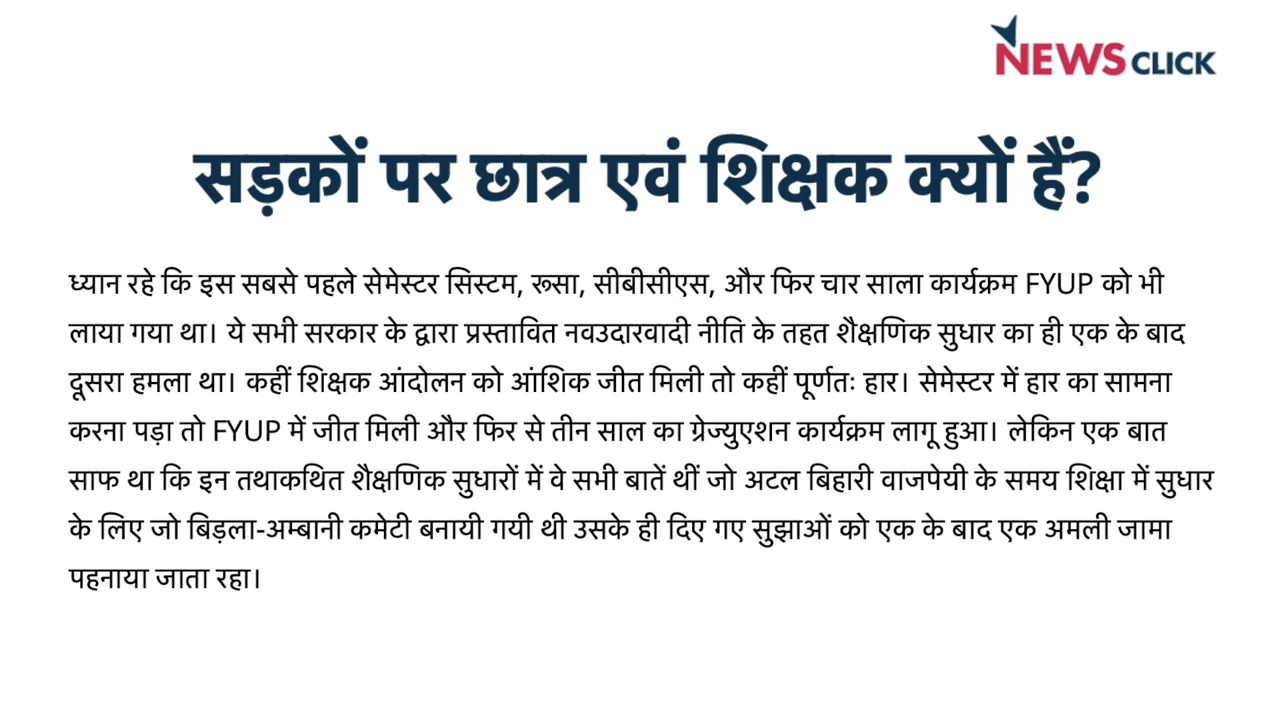 NEWS CLICK
सड़कों पर छात्र एवं शिक्षक क्यों हैं?
ध्यान रहे कि इस सबसे पहले सेमेस्टर सिस्टम, रूसा, सीबीसीएस, और फिर चार साला कार्यक्रम FYUP को भी
लाया गया था। ये सभी सरकार के द्वारा प्रस्तावित नवउदारवादी नीति के तहत शैक्षणिक सुधार का ही एक के बाद
दूसरा हमला था। कहीं शिक्षक आंदोलन को आंशिक जीत मिली तो कहीं पूर्णतः हार। सेमेस्टर में हार का सामना
करना पड़ा तो FYUP में जीत मिली और फिर से तीन साल का ग्रेज्युएशन कार्यक्रम लागू हुआ। लेकिन एक बात
साफ था कि इन तथाकथित शैक्षणिक सुधारों में वे सभी बातें थीं जो अटल बिहारी वाजपेयी के समय शिक्षा में सुधार
के लिए जो बिड़ला-अम्बानी कमेटी बनायी गयी थी उसके ही दिए गए सुझाओं को एक के बाद एक अमली जामा
पहनाया जाता रहा।